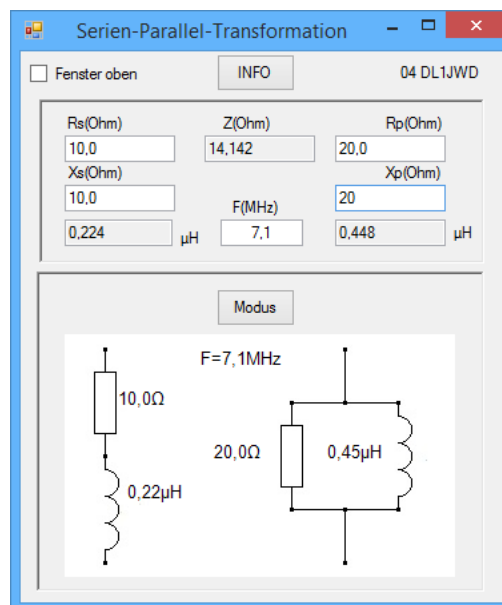 Serien-Parallel-Transformation
Fenster oben INFO 04 DL1JWD
Rs(Ohm) Z(Ohm) Rp(Ohm)
10,0 14,142 20,0
Xs(Ohm) Xp(Ohm)
10,0 F(MHz) 20
0,224 µH 7,1 0,448 µH
Modus
F=7,1MHz
10,0Ω
20,0Ω 0,45µH
0,22µH